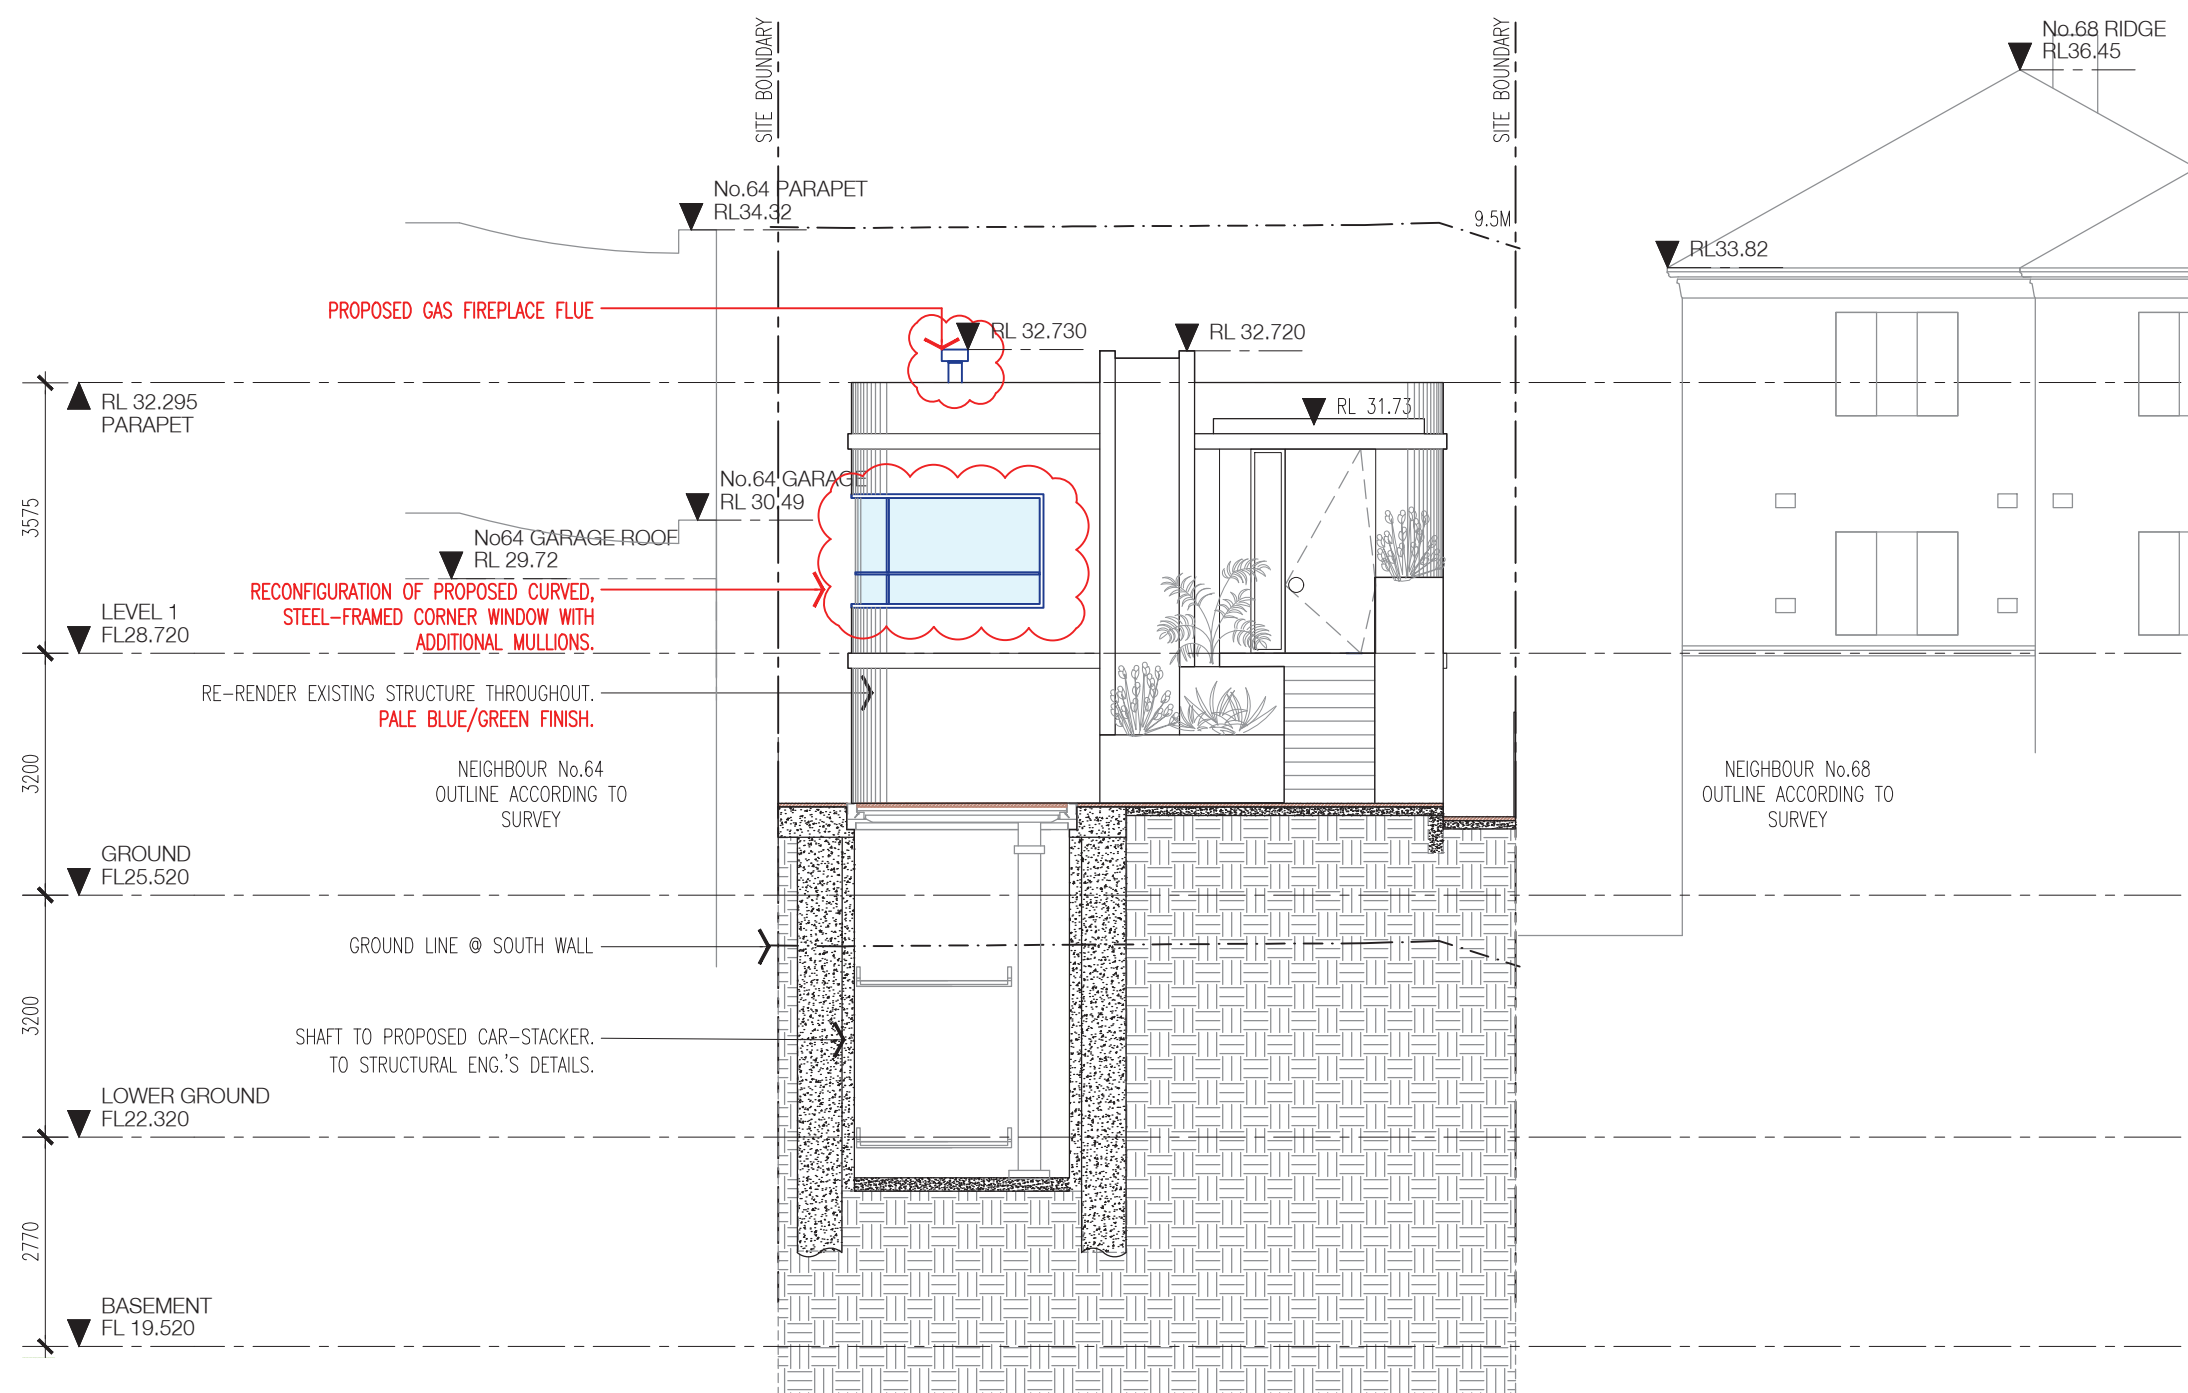 SITE BOUNDARY
SITE BOUNDARY
No.68 RIDGE
RL36.45
No.64 PARAPET
RL34.32
9.5M
RL33.82
PROPOSED GAS FIREPLACE FLUE
RL 32.730
RL 32.720
RL 32.295
PARAPET
RL 31.73
No.64 GARAGE
RL 30.49
3575
No64 GARAGE ROOF
RL 29.72
RECONFIGURATION OF PROPOSED CURVED,
STEEL-FRAMED CORNER WINDOW WITH
ADDITIONAL MULLIONS.
LEVEL 1
FL28.720
RE-RENDER EXISTING STRUCTURE THROUGHOUT.
PALE BLUE/GREEN FINISH.
3200
NEIGHBOUR No.64
OUTLINE ACCORDING TO
SURVEY
NEIGHBOUR No.68
OUTLINE ACCORDING TO
SURVEY
GROUND
FL25.520
GROUND LINE @ SOUTH WALL
3200
SHAFT TO PROPOSED CAR-STACKER.
TO STRUCTURAL ENG.'S DETAILS.
LOWER GROUND
FL22.320
2770
BASEMENT
FL 19.520